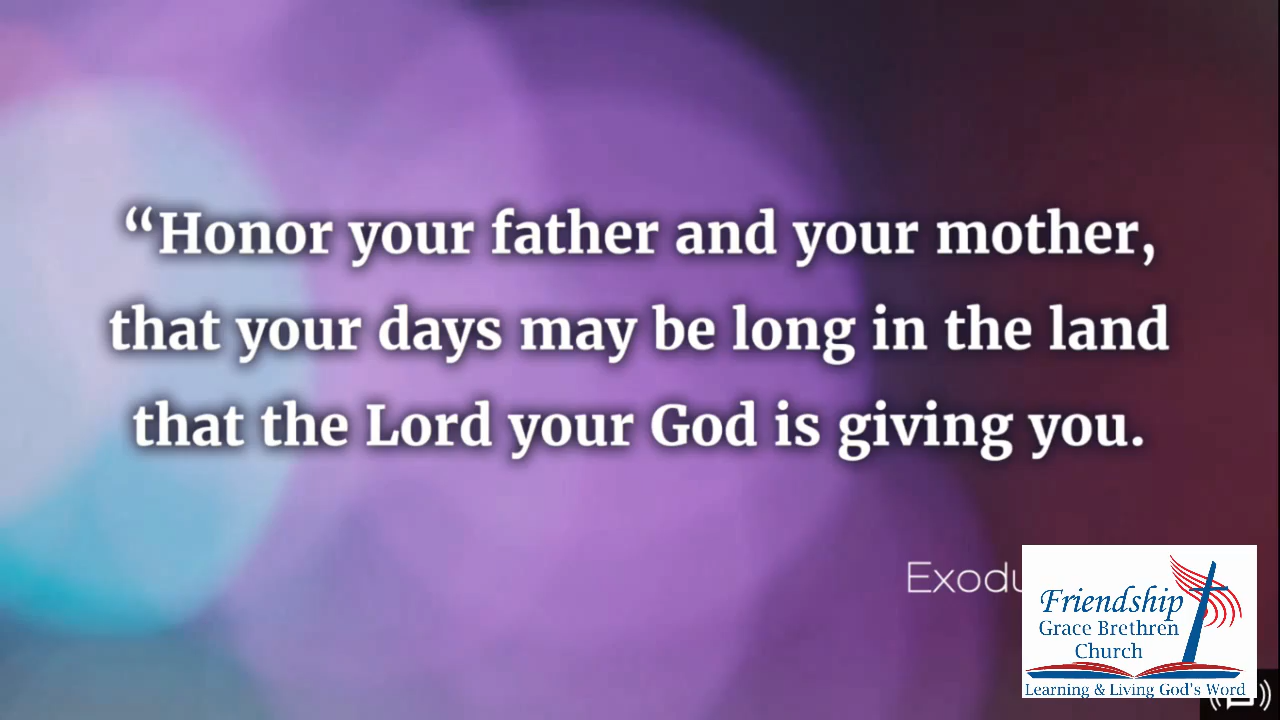 “Honor your father and your mother,
that your days may be long in the land
that the Lord your God is giving you.
Friendship
Grace Brethren
Church
Learning & Living God's Word